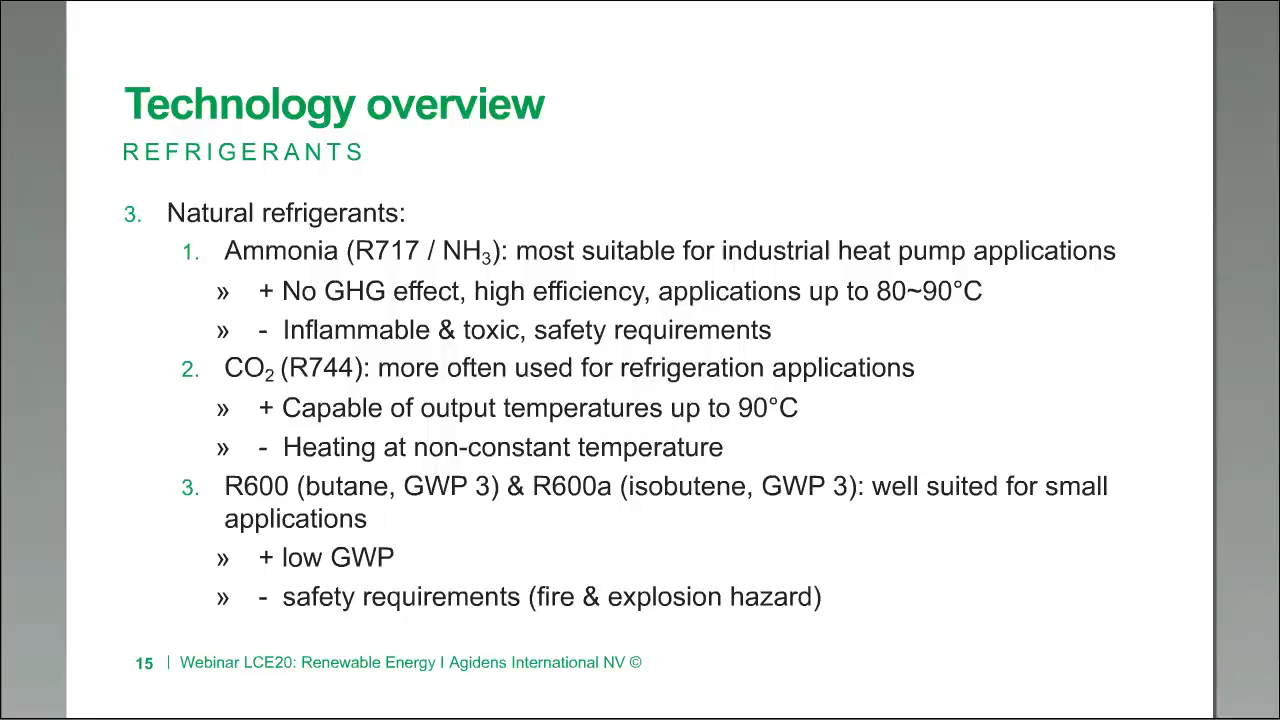 Technology overview
REFRIGERANTS
3. Natural refrigerants:
1. Ammonia (R717 / NH₃): most suitable for industrial heat pump applications
» + No GHG effect, high efficiency, applications up to 80~90°C
» - Inflammable & toxic, safety requirements
2. CO₂ (R744): more often used for refrigeration applications
» + Capable of output temperatures up to 90°C
» - Heating at non-constant temperature
3. R600 (butane, GWP 3) & R600a (isobutene, GWP 3): well suited for small
applications
» + low GWP
» - safety requirements (fire & explosion hazard)
15 | Webinar LCE20: Renewable Energy I Agidens International NV ©